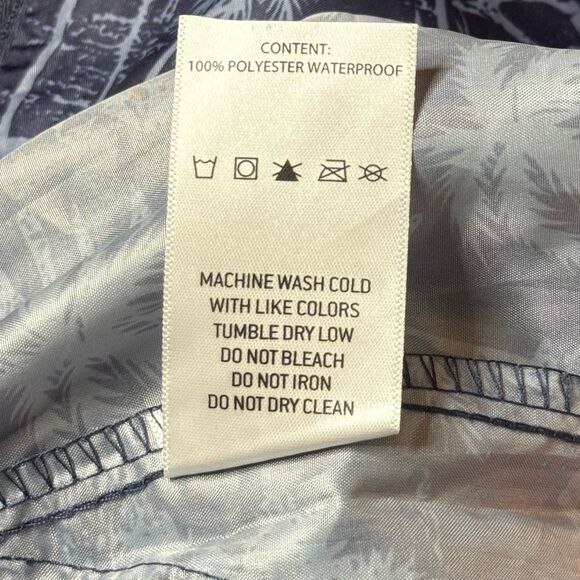 CONTENT:
100% POLYESTER WATERPROOF
MACHINE WASH COLD
WITH LIKE COLORS
TUMBLE DRY LOW
DO NOT BLEACH
DO NOT IRON
DO NOT DRY CLEAN